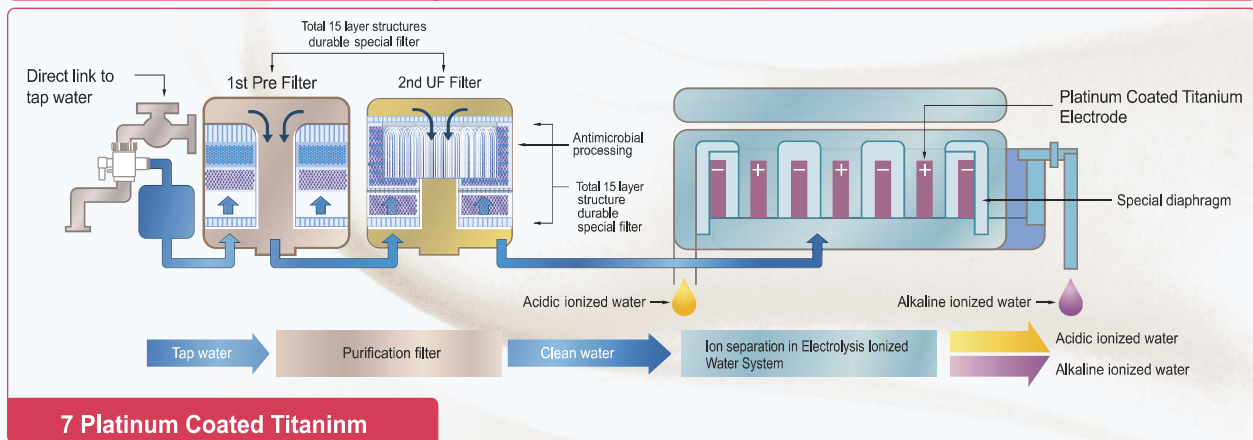 Total 15 layer structures
durable special filter
Direct link to
tap water
1st Pre Filter
2nd UF Filter
Antimicrobial
processing
Total 15 layer
structure
durable
special filter
Platinum Coated Titanium
Electrode
− + − + − + −
Special diaphragm
Acidic ionized water
Alkaline ionized water
Tap water
Purification filter
Clean water
Ion separation in Electrolysis Ionized
Water System
Acidic ionized water
Alkaline ionized water
7 Platinum Coated Titaninm